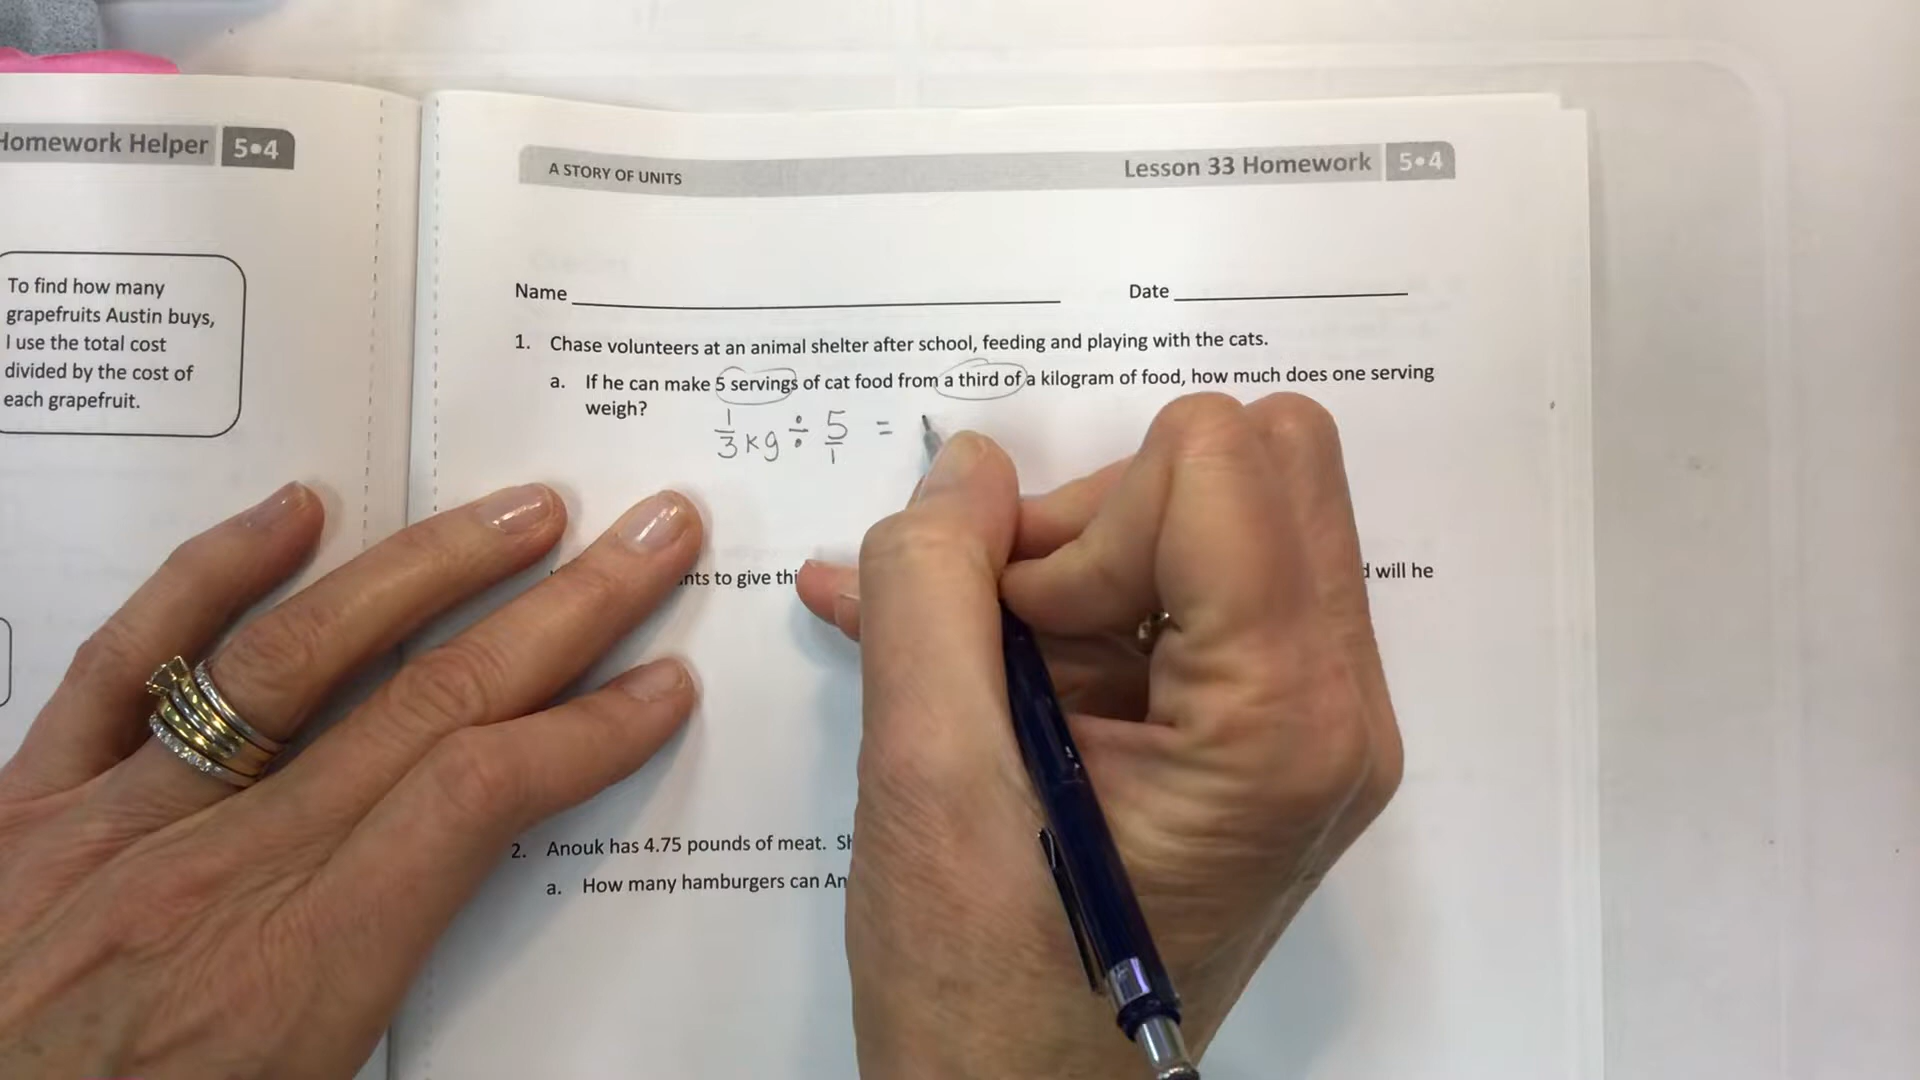 Homework Helper 5•4
To find how many
grapefruits Austin buys,
I use the total cost
divided by the cost of
each grapefruit.
A STORY OF UNITS
Lesson 33 Homework 5•4
Name
Date
1. Chase volunteers at an animal shelter after school, feeding and playing with the cats.
a. If he can make 5 servings of cat food from a third of a kilogram of food, how much does one serving
weigh?
1/3 kg ÷ 5/1 =
to give
will he
2. Anouk has 4.75 pounds of meat.
a. How many hamburgers can